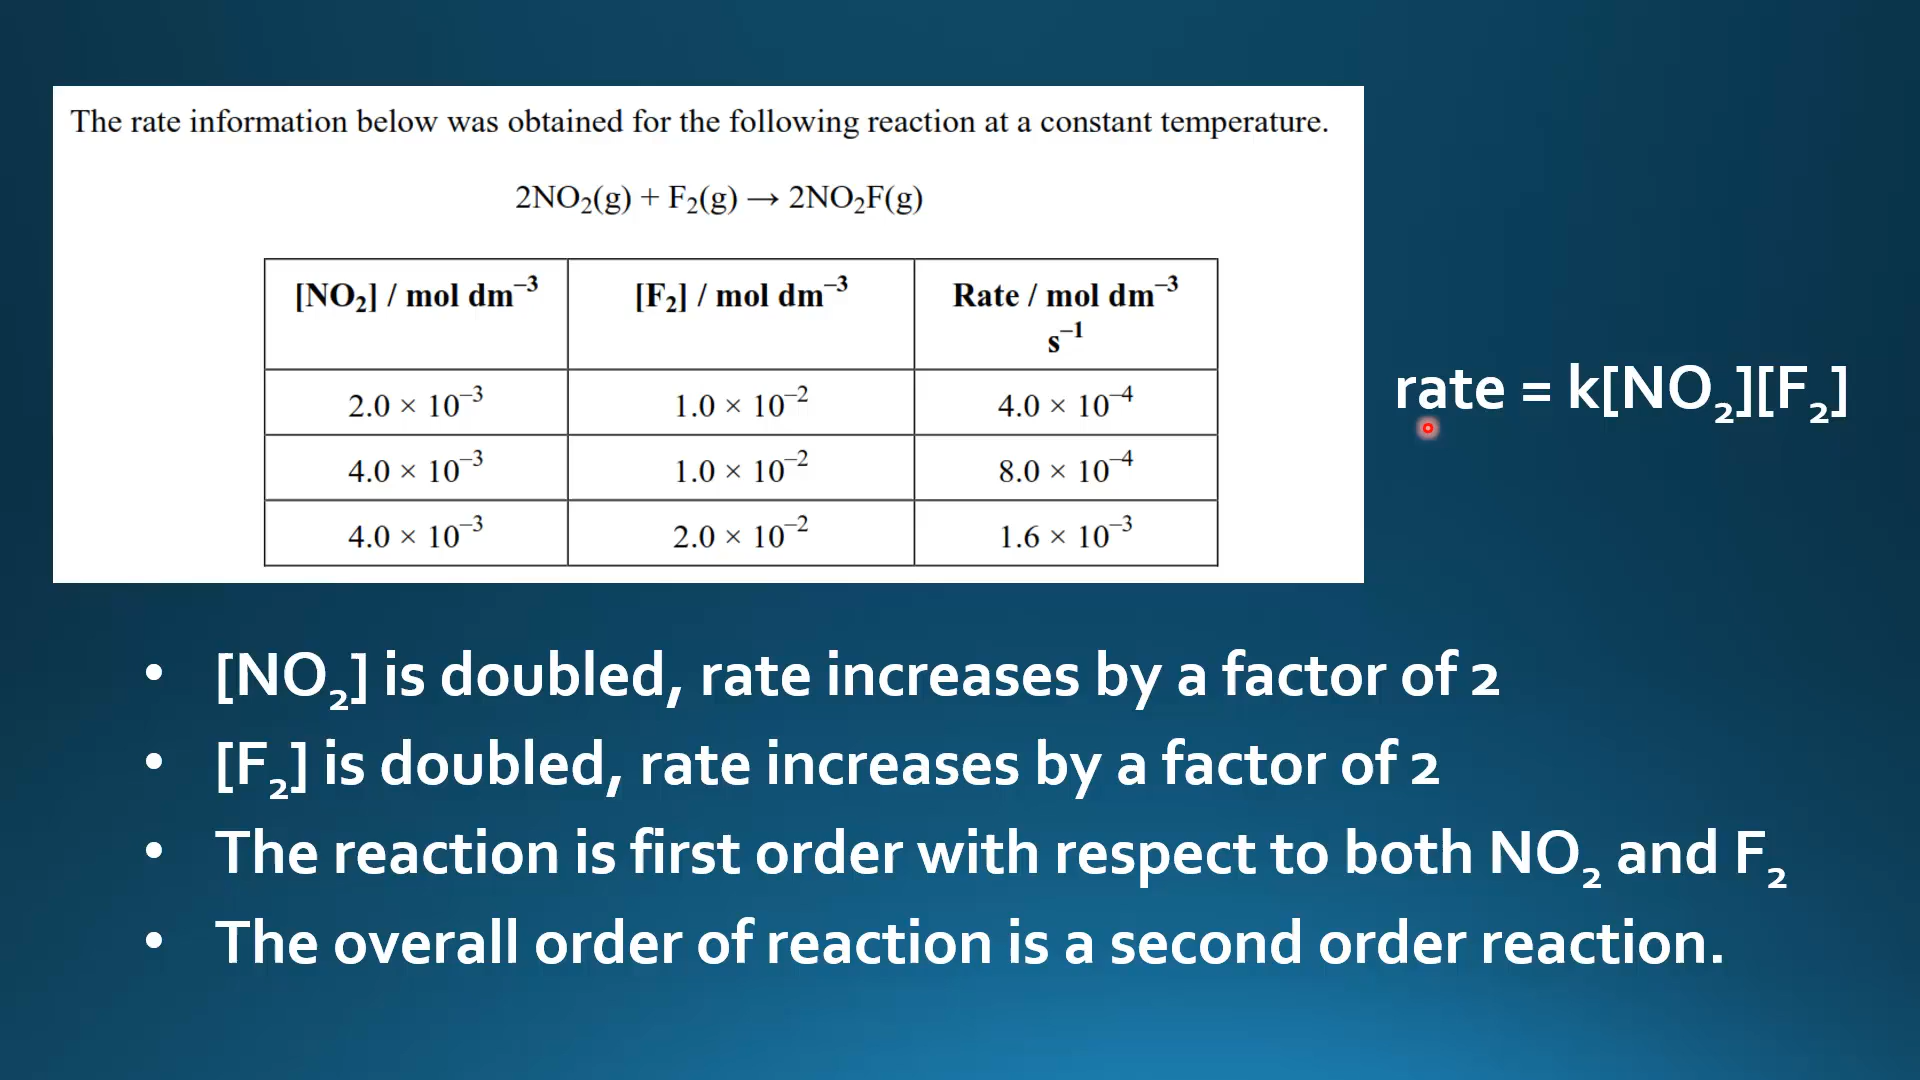 The rate information below was obtained for the following reaction at a constant temperature.
2NO₂(g) + F₂(g) → 2NO₂F(g)
[NO₂] / mol dm⁻³ [F₂] / mol dm⁻³ Rate / mol dm⁻³
s⁻¹
2.0 × 10⁻³ 1.0 × 10⁻² 4.0 × 10⁻⁴
4.0 × 10⁻³ 1.0 × 10⁻² 8.0 × 10⁻⁴
4.0 × 10⁻³ 2.0 × 10⁻² 1.6 × 10⁻³
rate = k[NO₂][F₂]
• [NO₂] is doubled, rate increases by a factor of 2
• [F₂] is doubled, rate increases by a factor of 2
• The reaction is first order with respect to both NO₂ and F₂
• The overall order of reaction is a second order reaction.